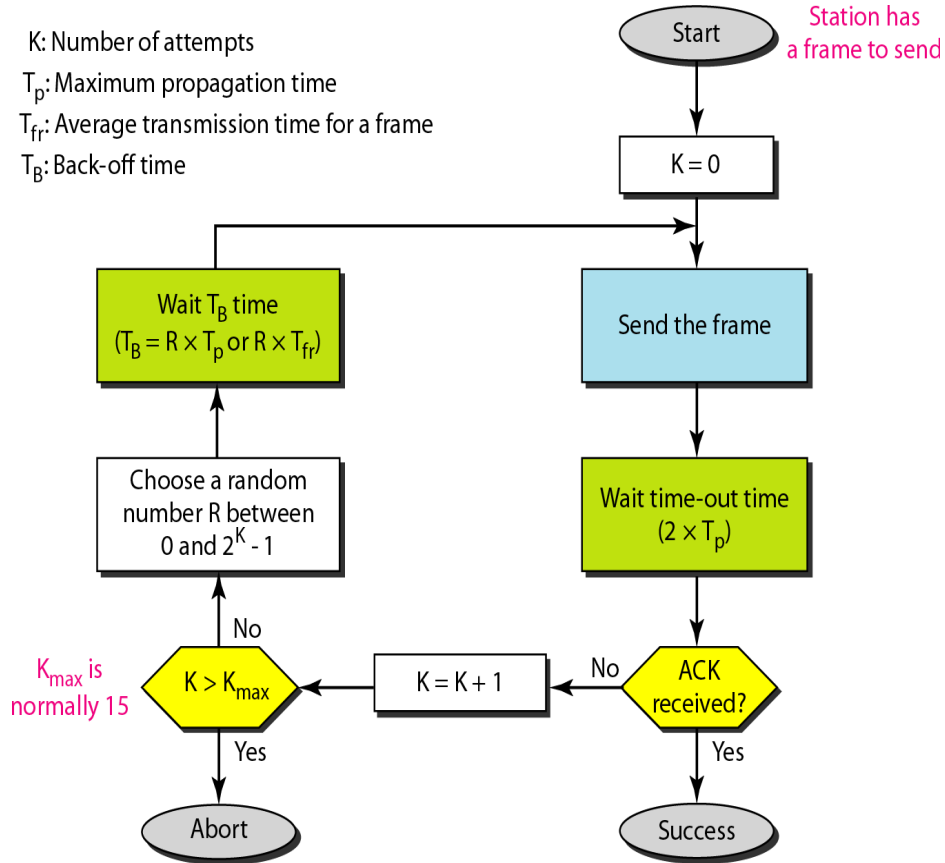 K: Number of attempts
Tp: Maximum propagation time
Tfr: Average transmission time for a frame
TB: Back-off time
Start
Station has
a frame to send
K = 0
Wait TB time
(TB = R × Tp or R × Tfr)
Send the frame
Choose a random
number R between
0 and 2^K - 1
Wait time-out time
(2 × Tp)
No
Kmax is
normally 15
K > Kmax
K = K + 1
No
ACK
received?
Yes
Yes
Abort
Success